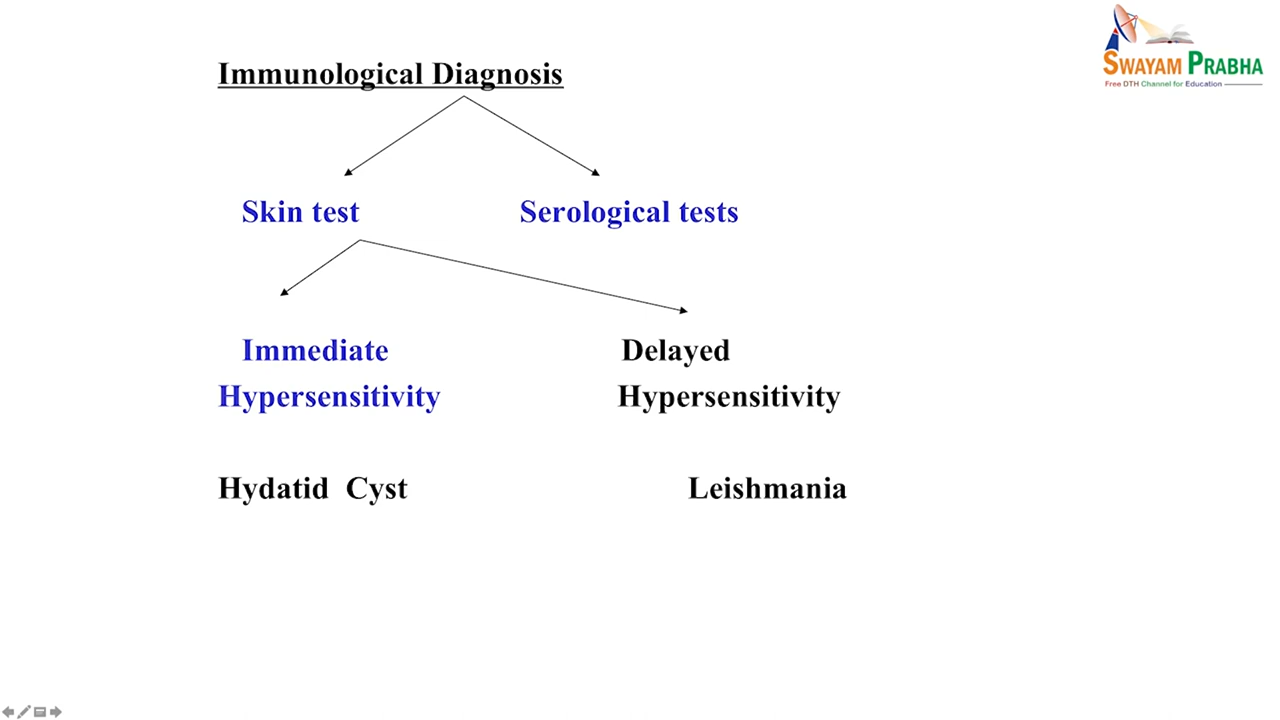 SWAYAM PRABHA
Free DTH Channel for Education
Immunological Diagnosis
Skin test Serological tests
Immediate Delayed
Hypersensitivity Hypersensitivity
Hydatid Cyst Leishmania